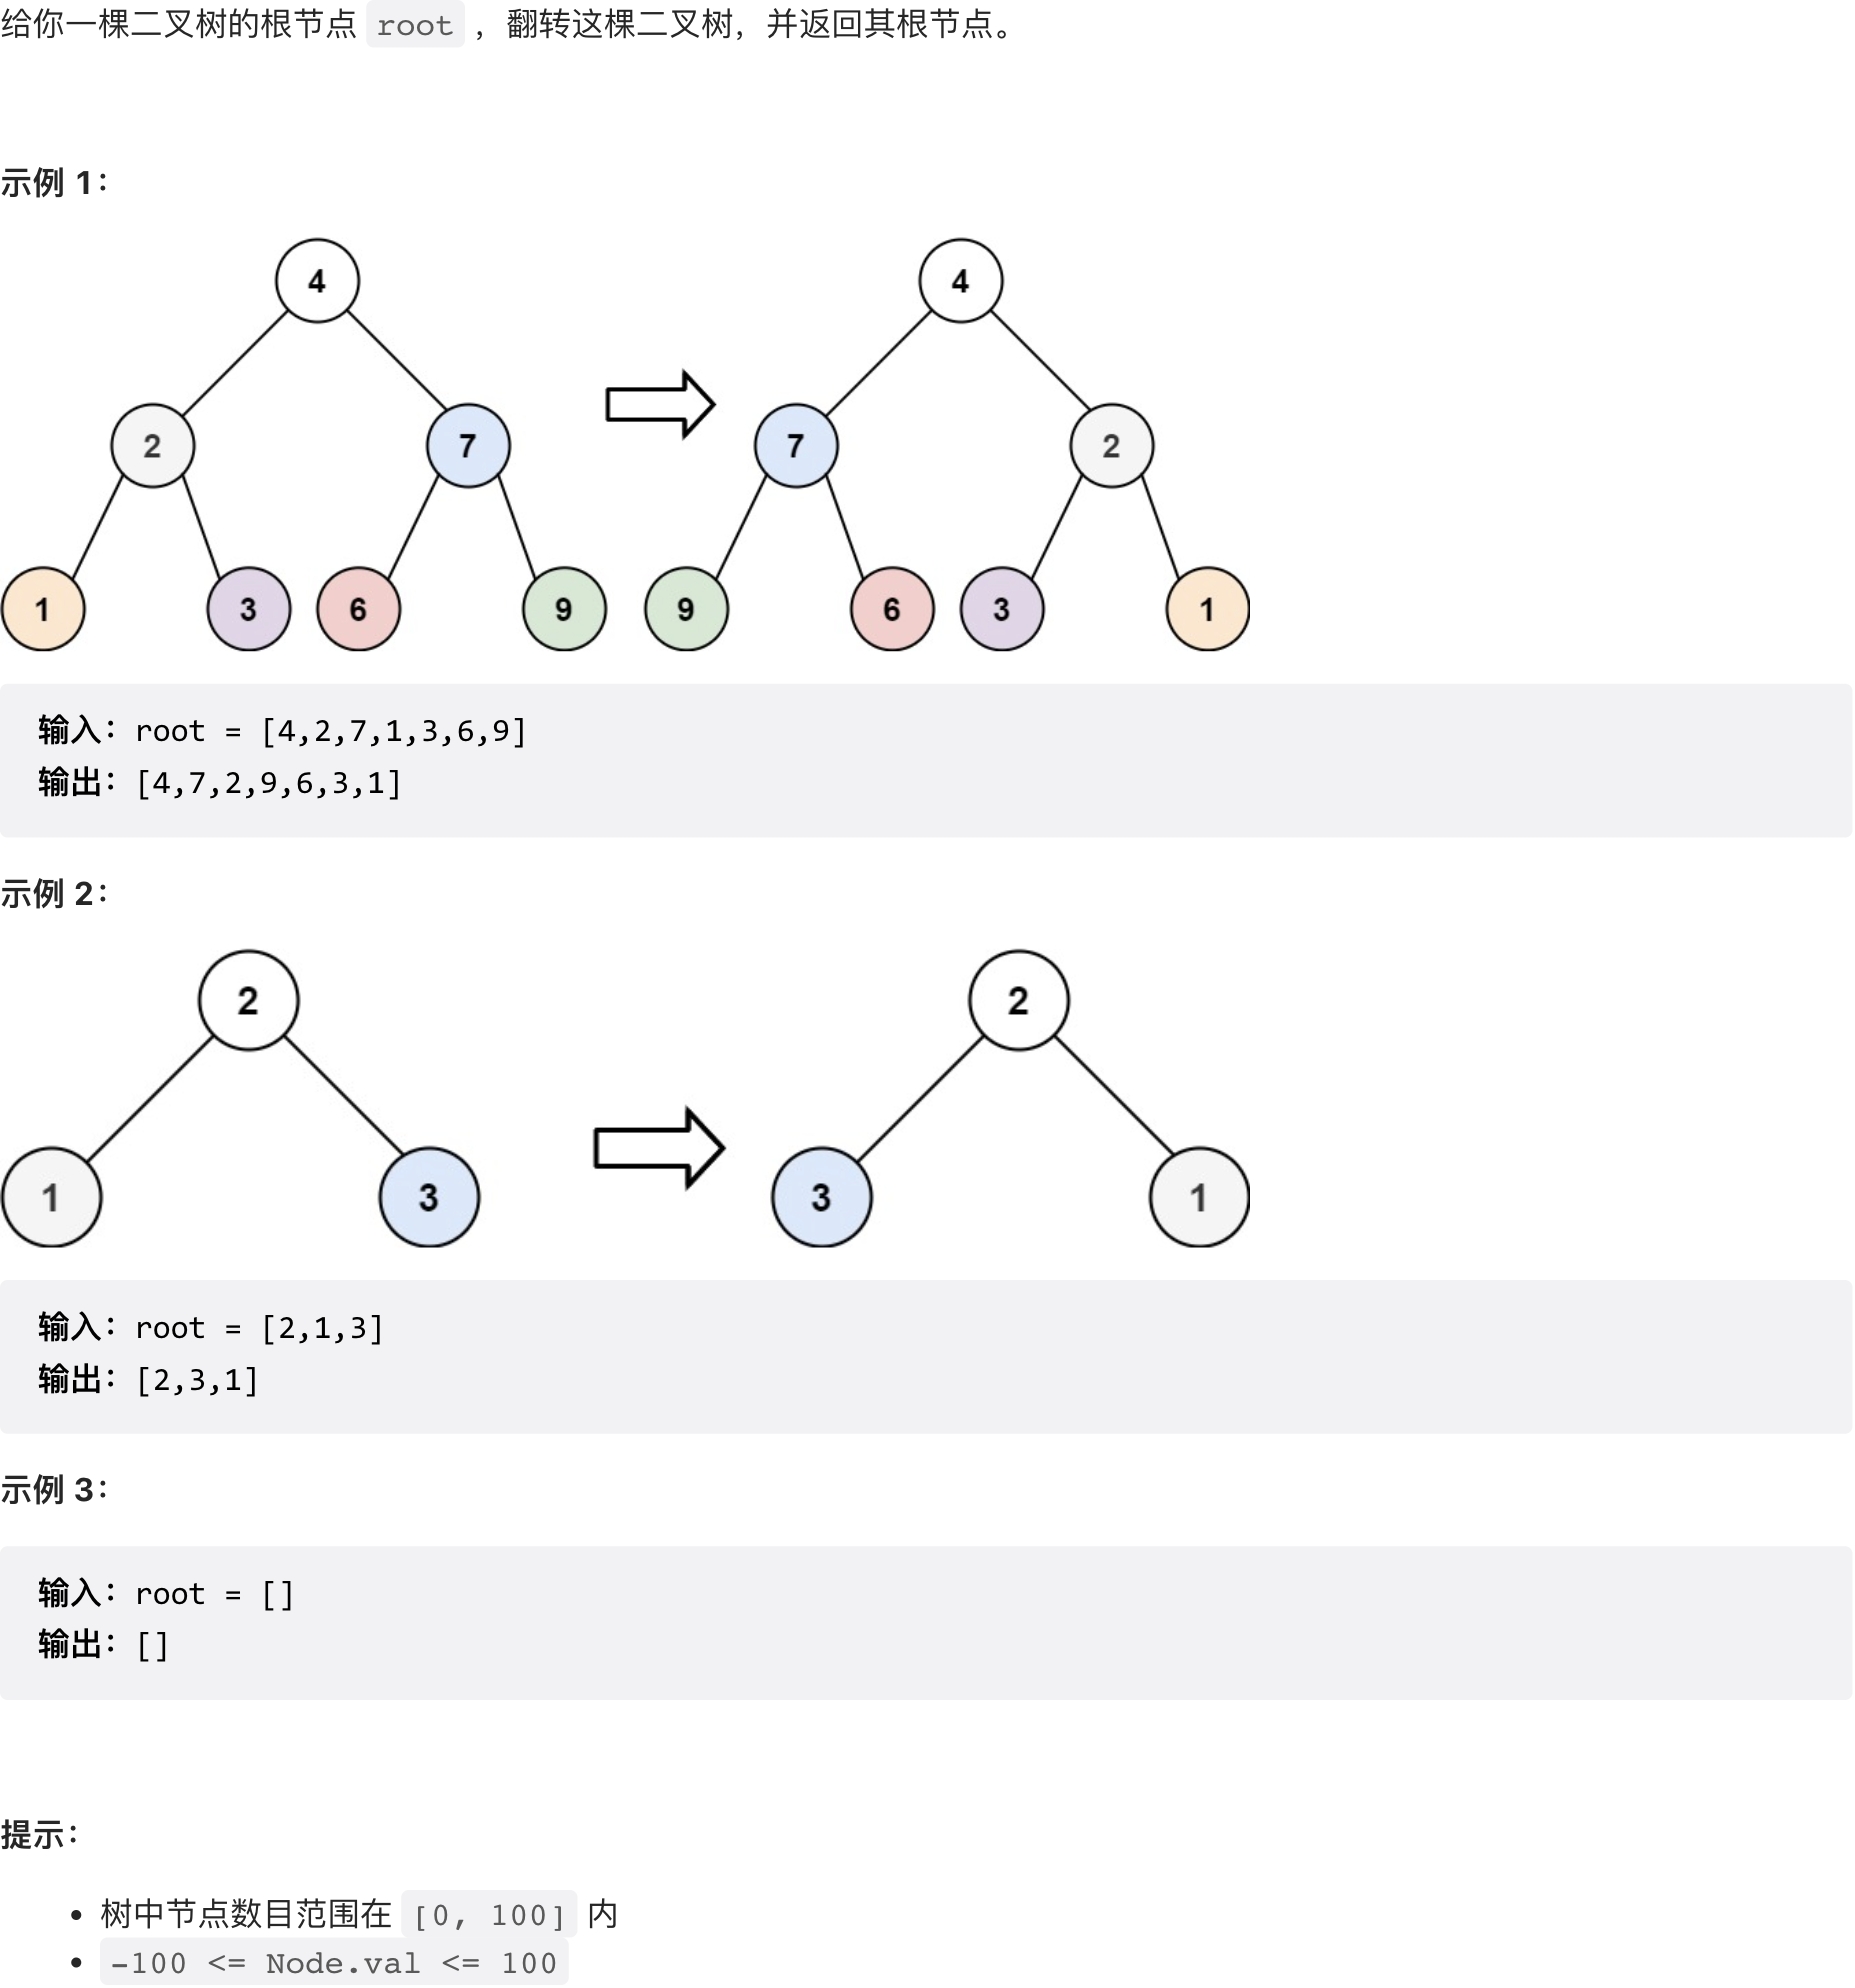 给你一棵二叉树的根节点 root ，翻转这棵二叉树，并返回其根节点。
示例 1：
4 4
2 7 7 2
1 3 6 9 9 6 3 1
输入：root = [4,2,7,1,3,6,9]
输出：[4,7,2,9,6,3,1]
示例 2：
2 2
1 3 3 1
输入：root = [2,1,3]
输出：[2,3,1]
示例 3：
输入：root = []
输出：[]
提示：
• 树中节点数目范围在 [0, 100] 内
• -100 <= Node.val <= 100